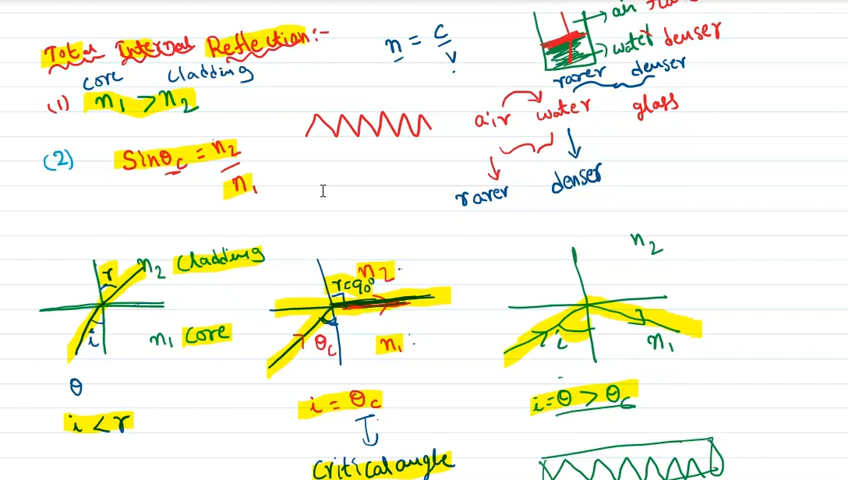 Total Internal Reflection:-
n = c/v
air
water denser
core cladding
(1) n₁ > n₂
rarer denser
air water glass
(2) Sinθc = n₂/n₁
rarer denser
r n₂ Cladding
r=90° n₂
n₂
i n₁ core
θc n₁
i n₁
θ
i < r
i = θc
i=θ > θc
Critical angle